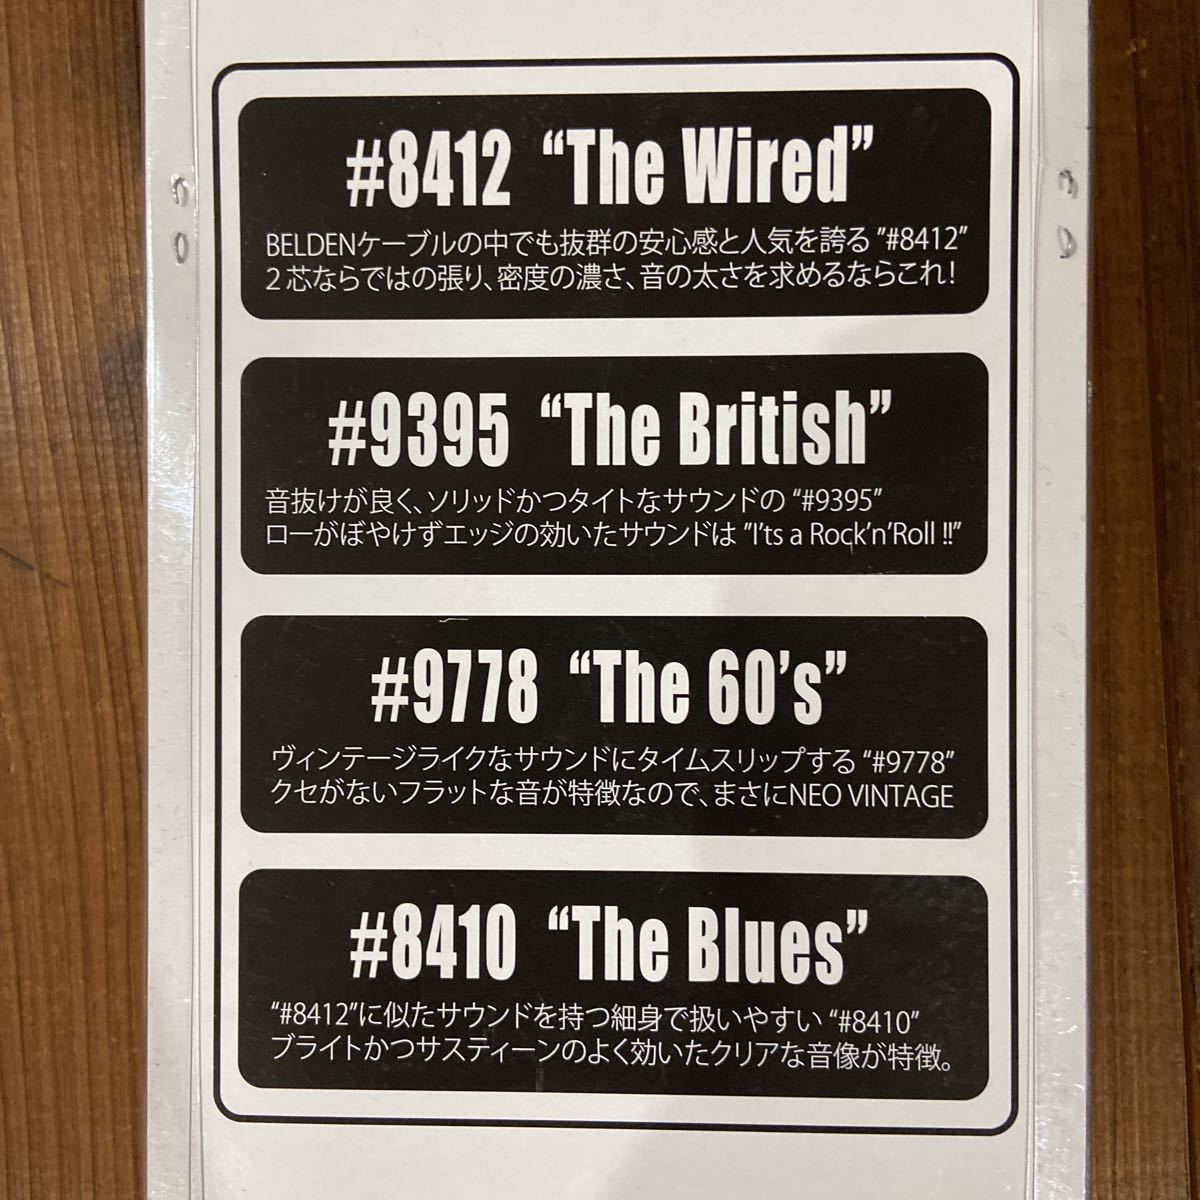 #8412 “The Wired”
BELDENケーブルの中でも抜群の安心感と人気を誇る ”#8412”
2芯ならではの張り、密度の濃さ、音の太さを求めるならこれ!
#9395 “The British”
音抜けが良く、ソリッドかつタイトなサウンドの “#9395”
ローがぼやけずエッジの効いたサウンドは ”I'ts a Rock'n'Roll !!”
#9778 “The 60's”
ヴィンテージライクなサウンドにタイムスリップする “#9778”
クセがないフラットな音が特徴なので、まさにNEO VINTAGE
#8410 “The Blues”
“#8412”に似たサウンドを持つ細身で扱いやすい “#8410”
ブライトかつサスティーンのよく効いたクリアな音像が特徴。